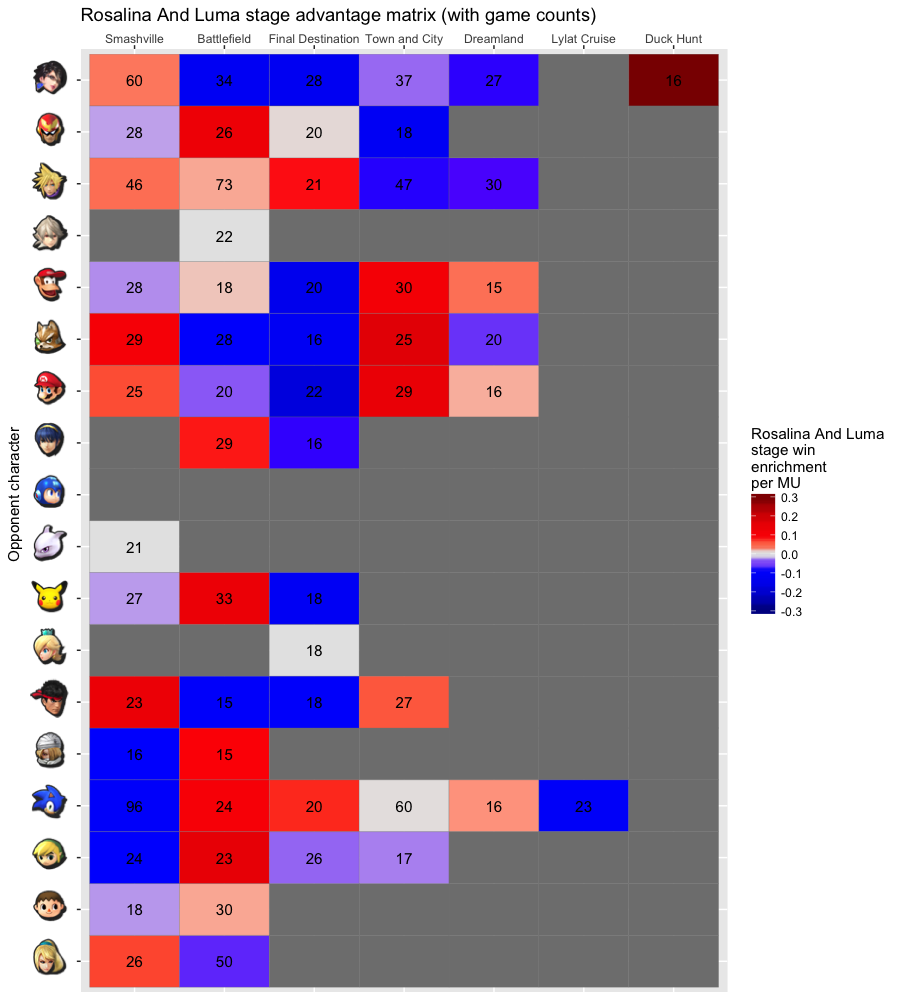 Rosalina And Luma stage advantage matrix (with game counts)
Smashville Battlefield Final Destination Town and City Dreamland Lylat Cruise Duck Hunt
60 34 28 37 27 16
28 26 20 18
46 73 21 47 30
22
28 18 20 30 15
29 28 16 25 20
25 20 22 29 16
29 16
21
27 33 18
18
23 15 18 27
16 15
96 24 20 60 16 23
24 23 26 17
18 30
26 50
Opponent character
Rosalina And Luma
stage win
enrichment
per MU
0.3
0.2
0.1
0.0
-0.1
-0.2
-0.3